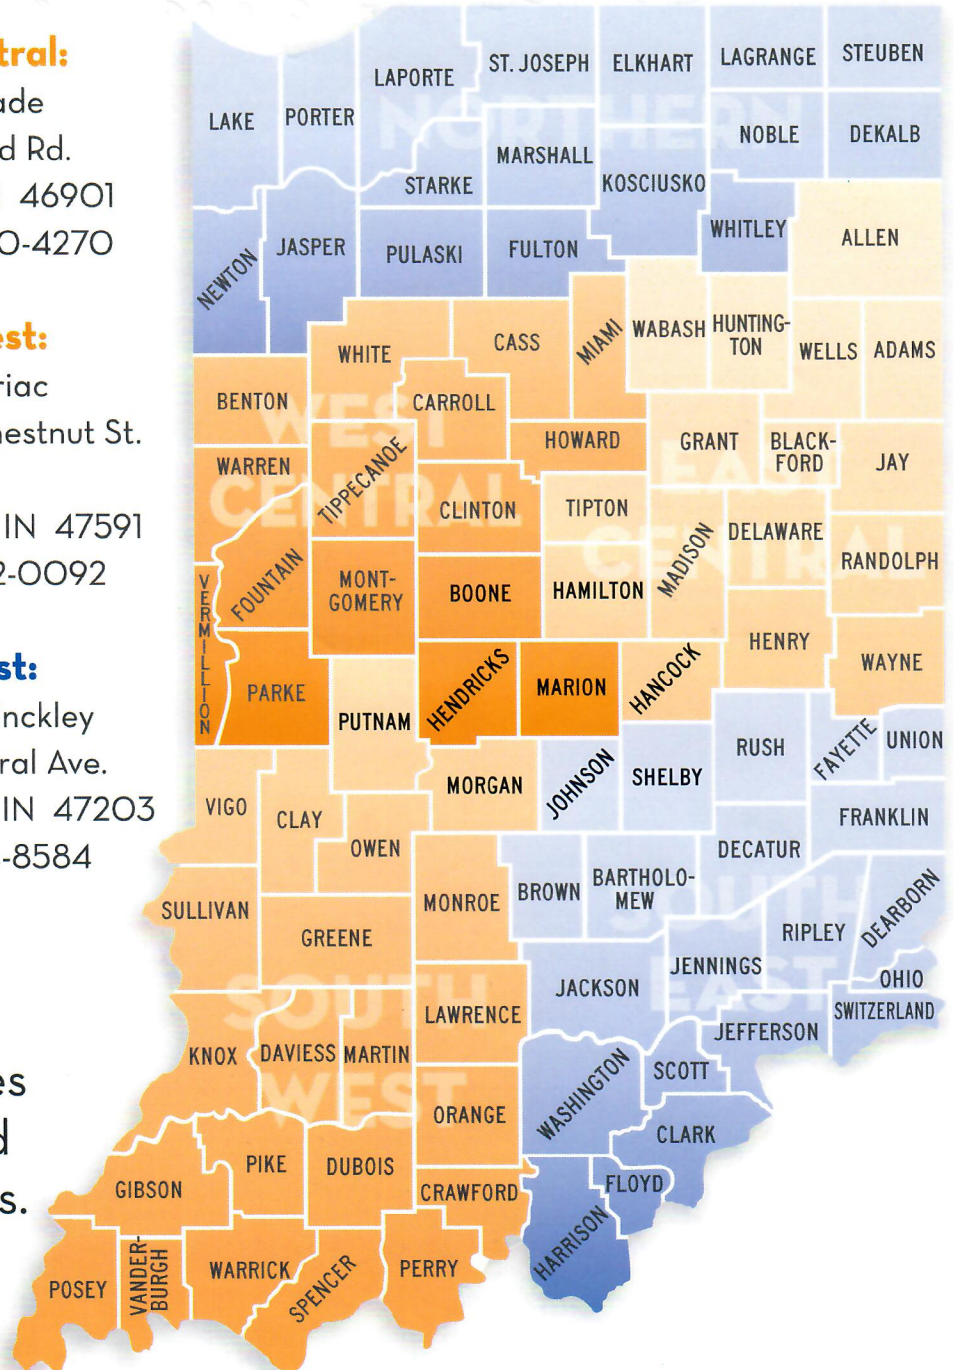 tral:
ade
d Rd.
46901
0-4270
est:
riac
nestnut St.
IN 47591
2-0092
st:
nckley
ral Ave.
IN 47203
-8584
es
d
s.
NORTHERN
LAKE
PORTER
LAPORTE
ST. JOSEPH
ELKHART
LAGRANGE
STEUBEN
NOBLE
DEKALB
MARSHALL
STARKE
KOSCIUSKO
WHITLEY
ALLEN
NEWTON
JASPER
PULASKI
FULTON
WEST
CENTRAL
WHITE
CASS
MIAMI
WABASH
HUNTING-
TON
WELLS
ADAMS
BENTON
CARROLL
HOWARD
EAST
CENTRAL
GRANT
BLACK-
FORD
JAY
WARREN
TIPPECANOE
CLINTON
TIPTON
MADISON
DELAWARE
RANDOLPH
VERMILLION
FOUNTAIN
MONT-
GOMERY
BOONE
HAMILTON
HENRY
WAYNE
PARKE
PUTNAM
HENDRICKS
MARION
HANCOCK
RUSH
FAYETTE
UNION
VIGO
CLAY
OWEN
MORGAN
JOHNSON
SHELBY
DECATUR
FRANKLIN
SULLIVAN
GREENE
MONROE
BROWN
BARTHOLO-
MEW
SOUTH
EAST
RIPLEY
DEARBORN
JACKSON
JENNINGS
OHIO
SWITZERLAND
JEFFERSON
SOUTH
WEST
KNOX
DAVIESS
MARTIN
LAWRENCE
ORANGE
WASHINGTON
SCOTT
CLARK
GIBSON
PIKE
DUBOIS
CRAWFORD
FLOYD
HARRISON
POSEY
VANDER-
BURGH
WARRICK
SPENCER
PERRY